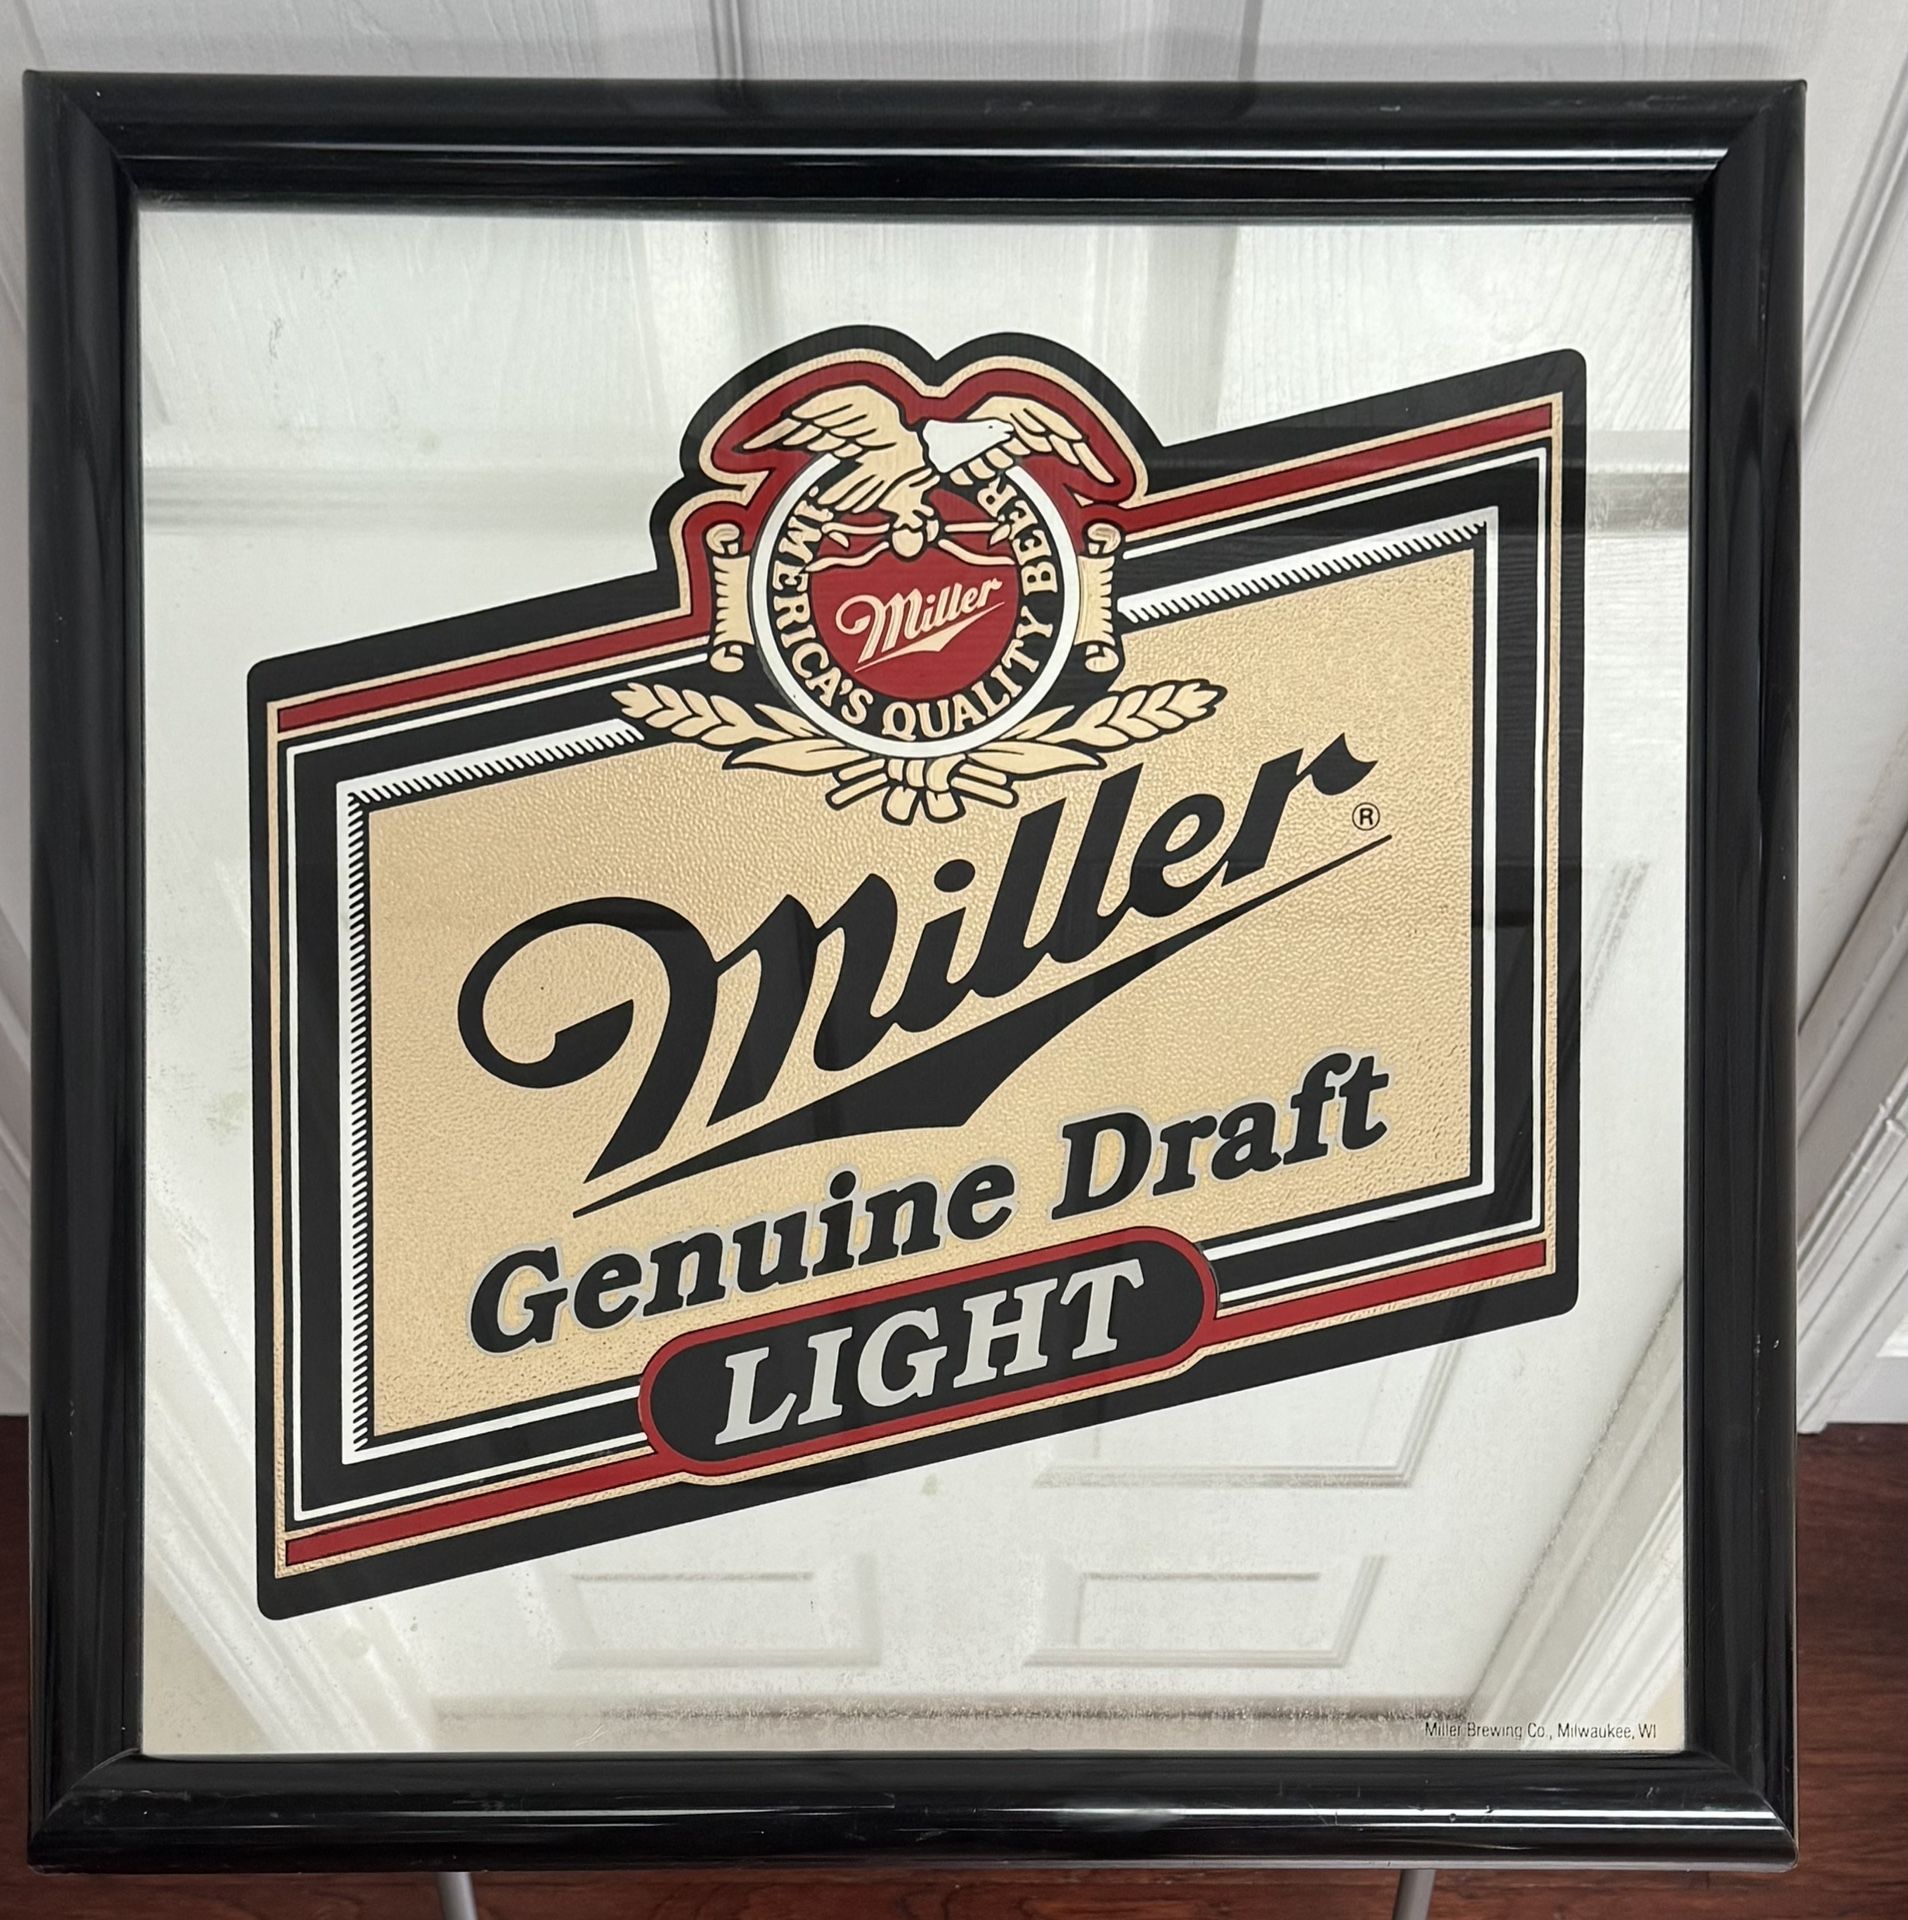 AMERICA'S QUALITY BEER
Miller
Miller ®
Genuine Draft
LIGHT
Miller Brewing Co., Milwaukee, WI